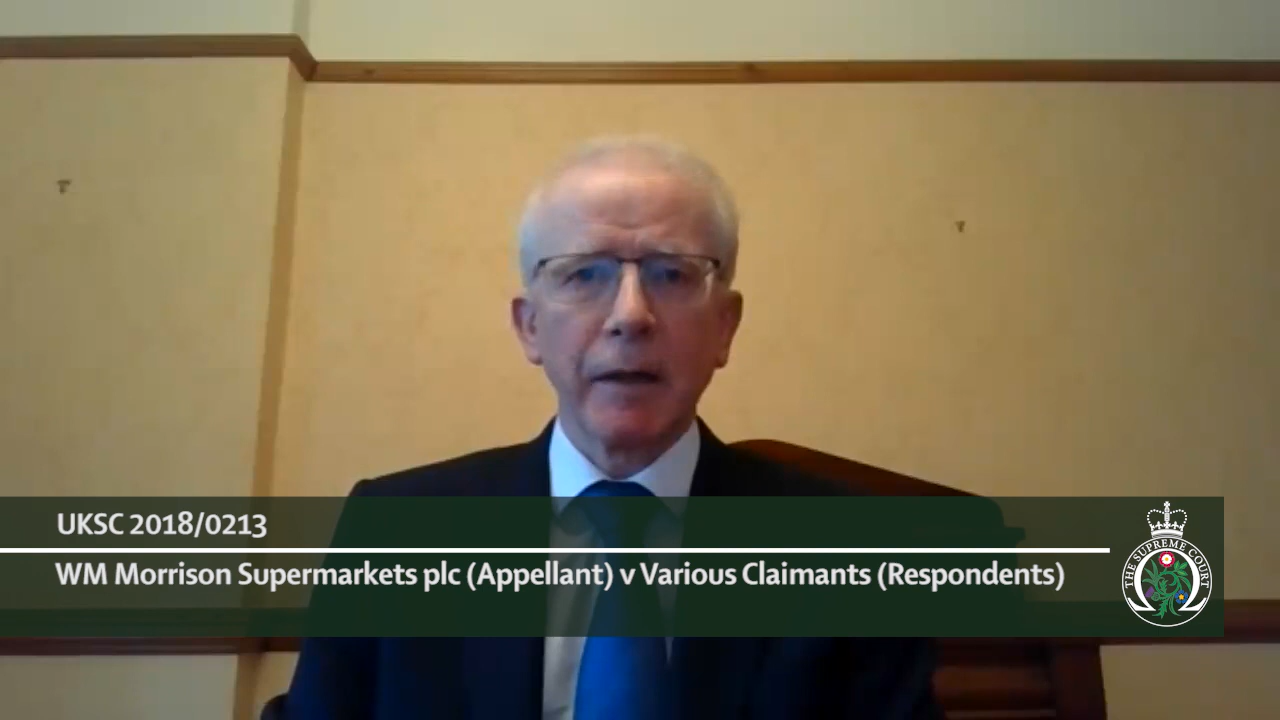 UKSC 2018/0213
WM Morrison Supermarkets plc (Appellant) v Various Claimants (Respondents)
THE SUPREME COURT